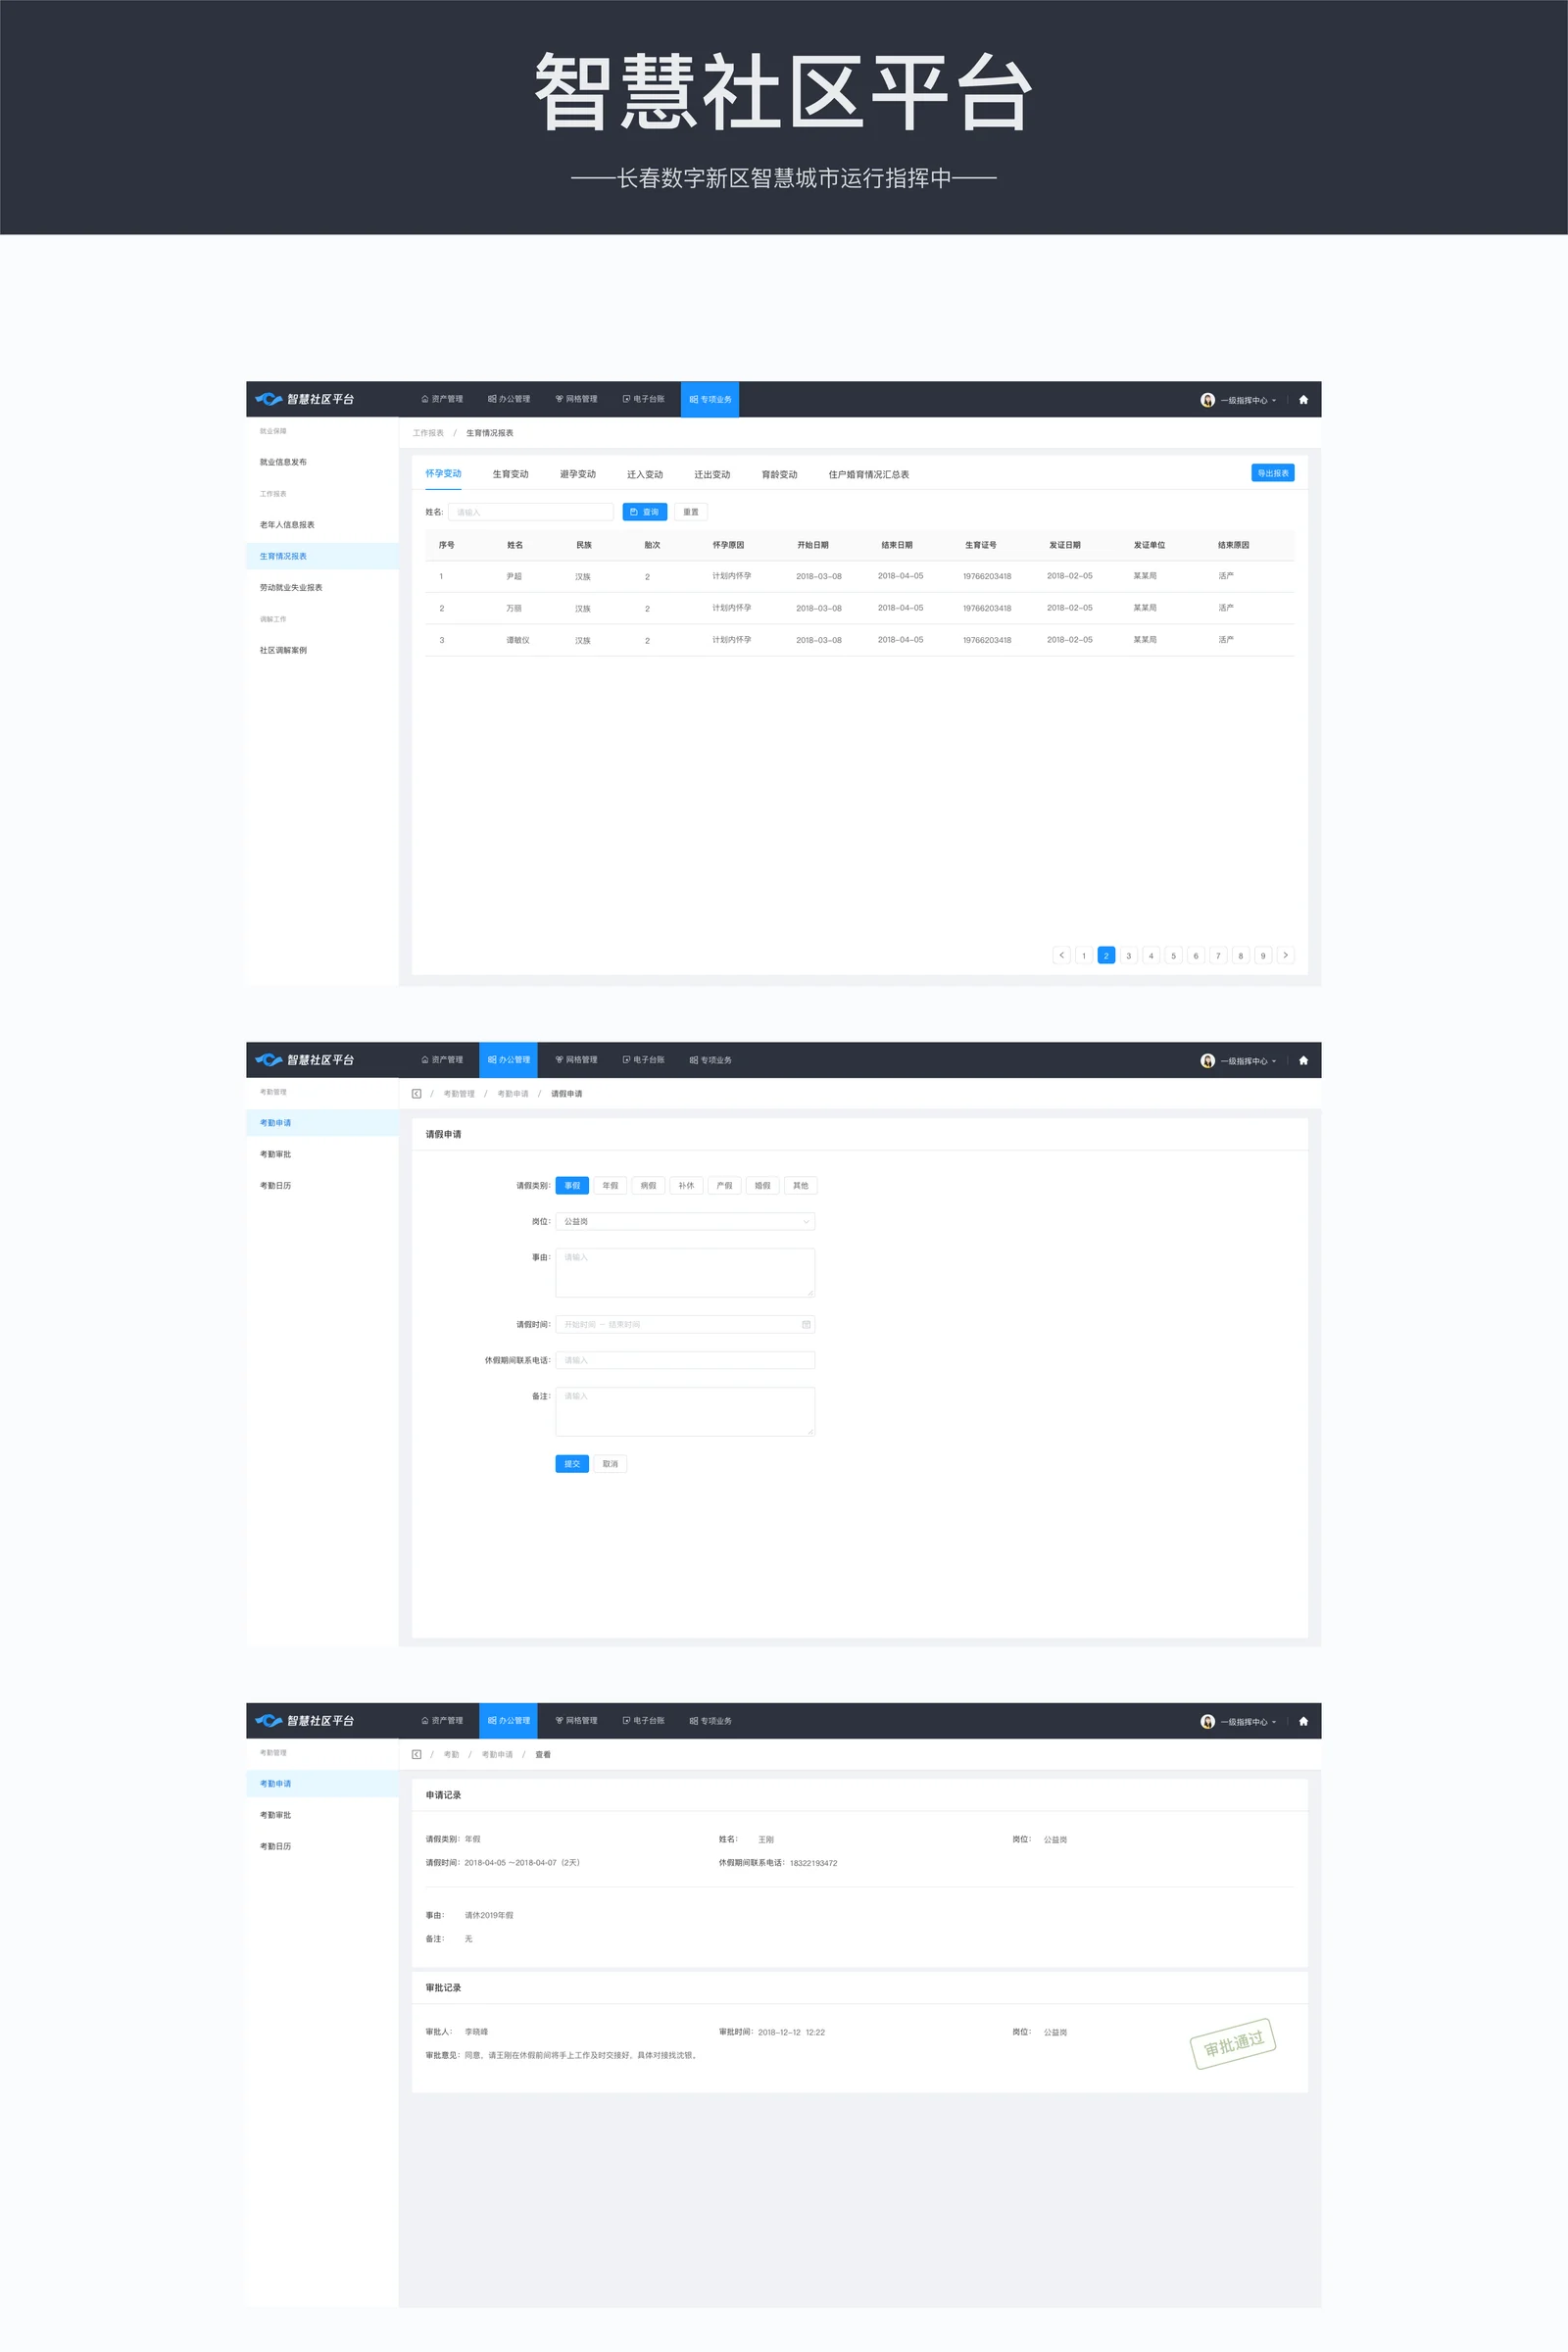 智慧社区平台
——长春数字新区智慧城市运行指挥中——
智慧社区平台 资产管理 办公管理 网格管理 电子台账 专项业务 一级指挥中心
就业保障
就业信息发布
工作报表
老年人信息报表
生育情况报表
劳动就业失业报表
调解工作
社区调解案例
工作报表 / 生育情况报表
怀孕变动 生育变动 避孕变动 迁入变动 迁出变动 育龄变动 住户婚育情况汇总表 导出报表
姓名: 请输入 查询 重置
序号 姓名 民族 胎次 怀孕原因 开始日期 结束日期 生育证号 发证日期 发证单位 结束原因
1 尹超 汉族 2 计划内怀孕 2018-03-08 2018-04-05 19766203418 2018-02-05 某某局 活产
2 万丽 汉族 2 计划内怀孕 2018-03-08 2018-04-05 19766203418 2018-02-05 某某局 活产
3 谭敏仪 汉族 2 计划内怀孕 2018-03-08 2018-04-05 19766203418 2018-02-05 某某局 活产
< 1 2 3 4 5 6 7 8 9 >
智慧社区平台 资产管理 办公管理 网格管理 电子台账 专项业务 一级指挥中心
考勤管理
考勤申请
考勤审批
考勤日历
/ 考勤管理 / 考勤申请 / 请假申请
请假申请
请假类别: 事假 年假 病假 补休 产假 婚假 其他
岗位: 公益岗
事由: 请输入
请假时间: 开始时间 - 结束时间
休假期间联系电话: 请输入
备注: 请输入
提交 取消
智慧社区平台 资产管理 办公管理 网格管理 电子台账 专项业务 一级指挥中心
考勤管理
考勤申请
考勤审批
考勤日历
/ 考勤 / 考勤申请 / 查看
申请记录
请假类别: 年假 姓名: 王刚 岗位: 公益岗
请假时间: 2018-04-05 ~2018-04-07 (2天) 休假期间联系电话: 18322193472
事由: 请休2019年假
备注: 无
审批记录
审批人: 李晓峰 审批时间: 2018-12-12 12:22 岗位: 公益岗
审批意见: 同意。请王刚在休假前间将手上工作及时交接好。具体对接找沈银。
审批通过